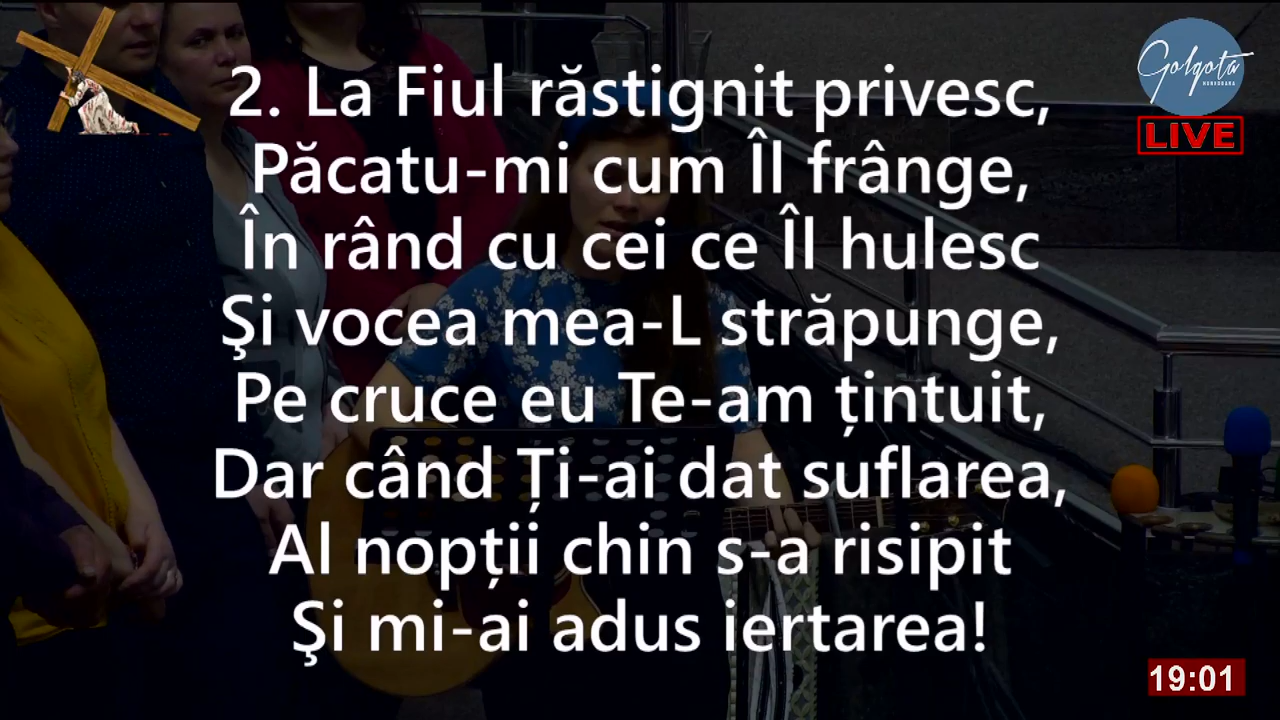 Golgota
HUNEDOARA
LIVE
2. La Fiul răstignit privesc,
Păcatu-mi cum Îl frânge,
În rând cu cei ce Îl hulesc
Şi vocea mea-L străpunge,
Pe cruce eu Te-am țintuit,
Dar când Ți-ai dat suflarea,
Al nopții chin s-a risipit
Şi mi-ai adus iertarea!
19:01